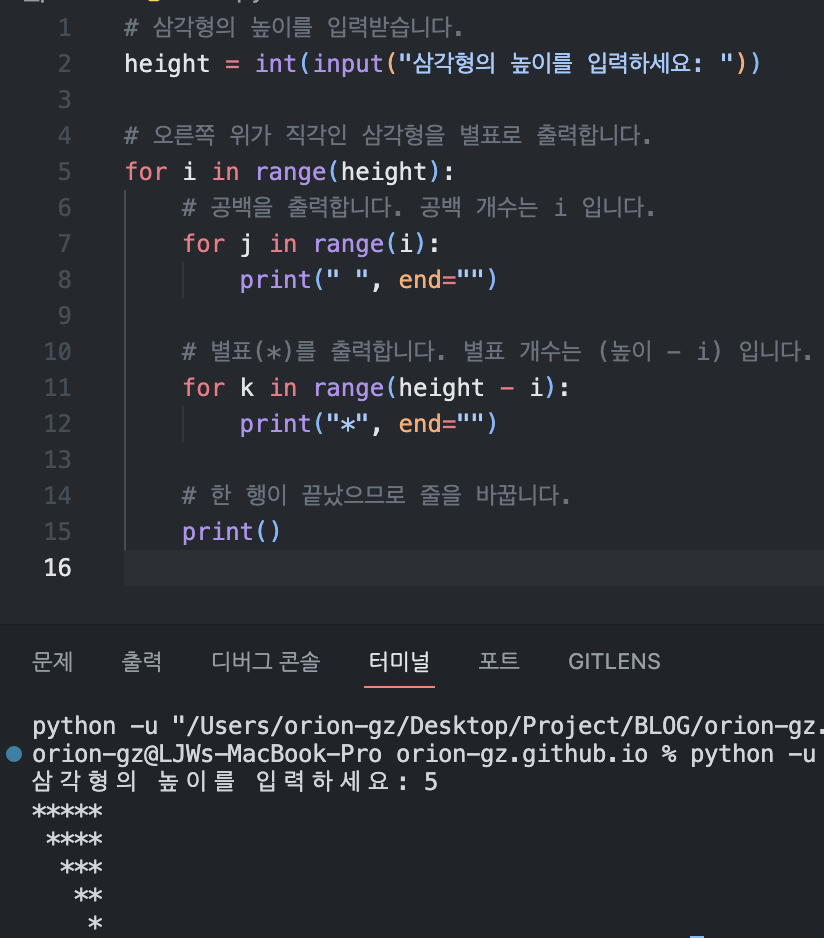 1 # 삼각형의 높이를 입력받습니다.
2 height = int(input("삼각형의 높이를 입력하세요: "))
3
4 # 오른쪽 위가 직각인 삼각형을 별표로 출력합니다.
5 for i in range(height):
6     # 공백을 출력합니다. 공백 개수는 i 입니다.
7     for j in range(i):
8         print(" ", end="")
9
10     # 별표(*)를 출력합니다. 별표 개수는 (높이 - i) 입니다.
11     for k in range(height - i):
12         print("*", end="")
13
14     # 한 행이 끝났으므로 줄을 바꿉니다.
15     print()
16
문제 출력 디버그 콘솔 터미널 포트 GITLENS
python -u "/Users/orion-gz/Desktop/Project/BLOG/orion-gz.
orion-gz@LJWs-MacBook-Pro orion-gz.github.io % python -u
삼각형의 높이를 입력하세요: 5
*****
 ****
  ***
   **
    *